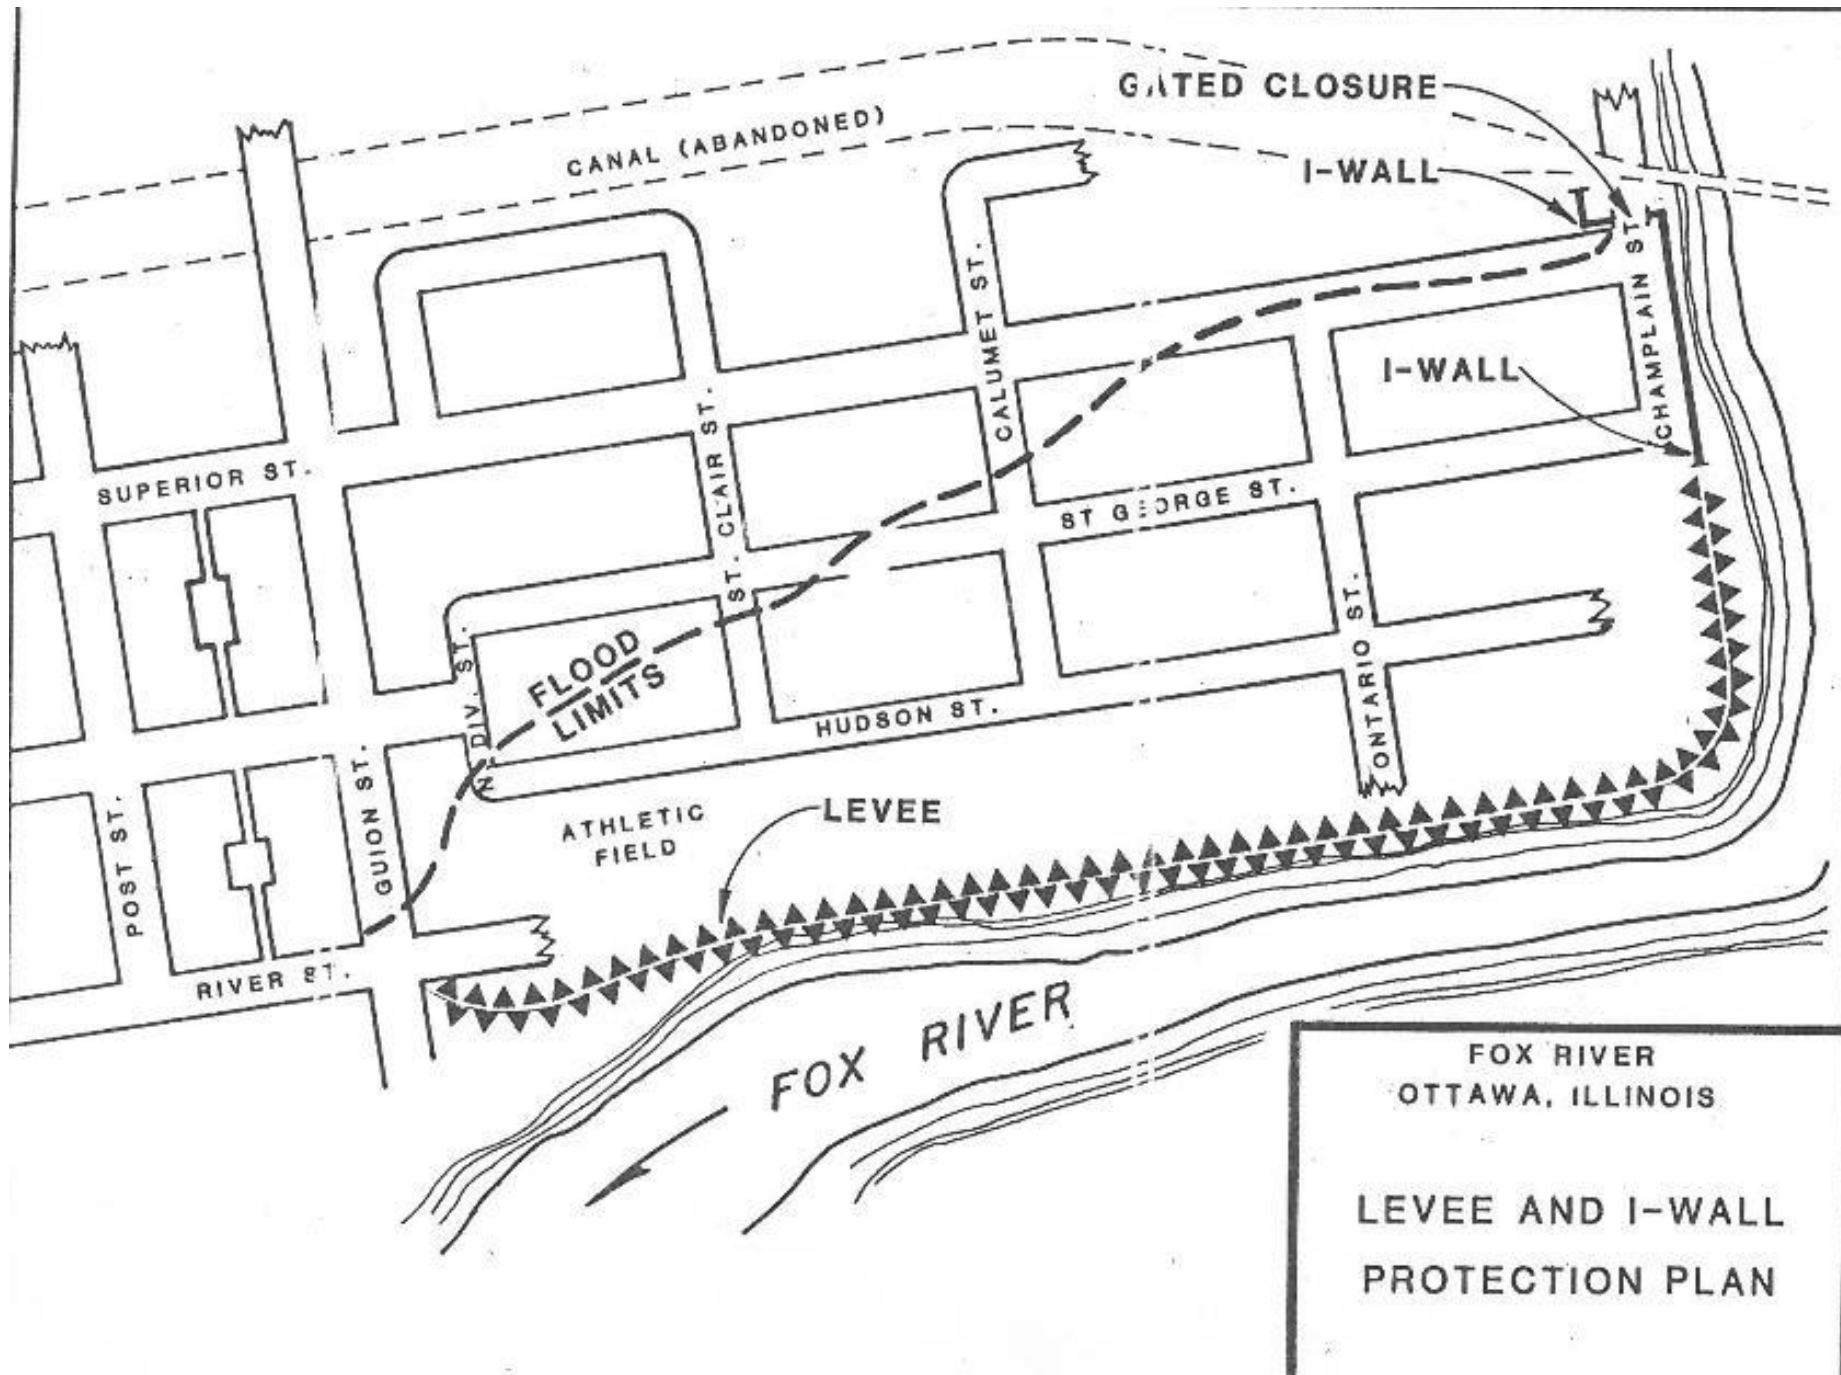 GATED CLOSURE
CANAL (ABANDONED)
I-WALL
CHAMPLAIN ST.
CALUMET ST.
I-WALL
SUPERIOR ST.
ST. CLAIR ST.
ST GEORGE ST.
N. DIV. ST.
FLOOD
LIMITS
HUDSON ST.
ONTARIO ST.
GUION ST.
POST ST.
ATHLETIC
FIELD
LEVEE
RIVER ST.
FOX RIVER
FOX RIVER
OTTAWA, ILLINOIS
LEVEE AND I-WALL
PROTECTION PLAN